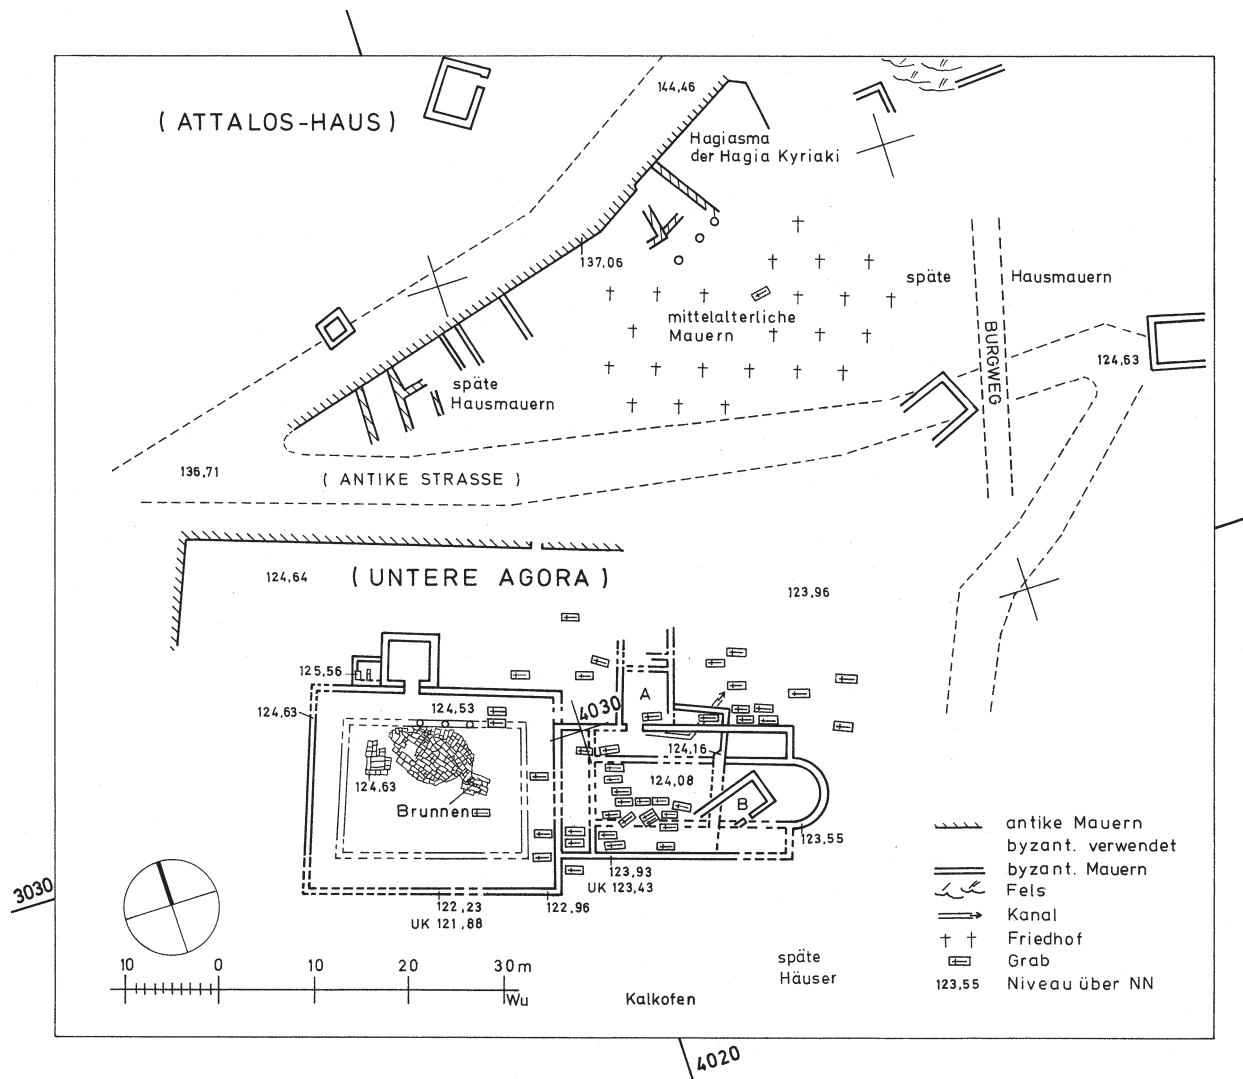 144,46
( ATTALOS-HAUS )
Hagiasma
der Hagia Kyriaki
137,06
späte
Hausmauern
mittelalterliche
Mauern
BURGWEG
124,63
späte
Hausmauern
136,71
( ANTIKE STRASSE )
124,64
( UNTERE AGORA )
123,96
125,56
A
124,63
124,53
4030
124,16
124,08
124,63
Brunnen
B
123,55
123,93
UK 123,43
122,23
UK 121,88
122,96
3030
antike Mauern
byzant. verwendet
byzant. Mauern
Fels
Kanal
Friedhof
Grab
123,55 Niveau über NN
späte
Häuser
10 0 10 20 30 m
Wu
Kalkofen
4020